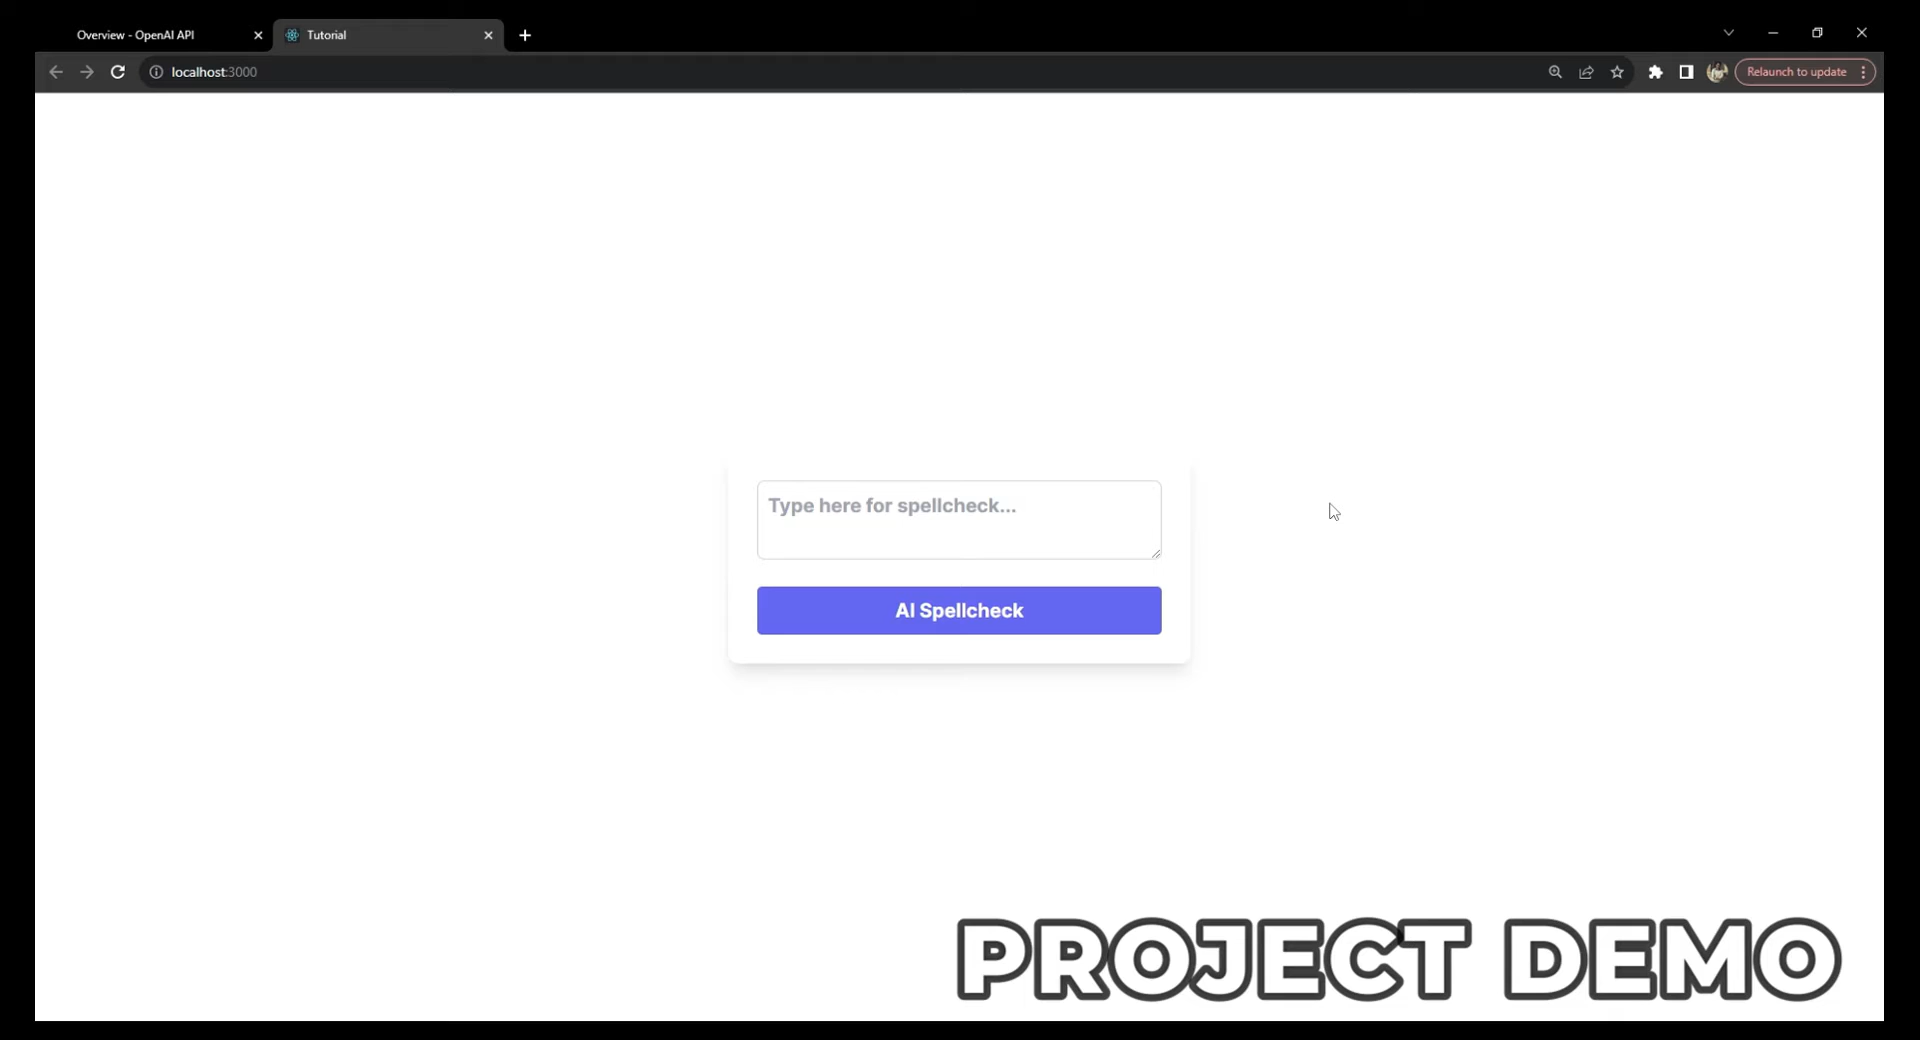 Overview - OpenAI API
Tutorial
localhost:3000
Relaunch to update
Type here for spellcheck...
AI Spellcheck
PROJECT DEMO